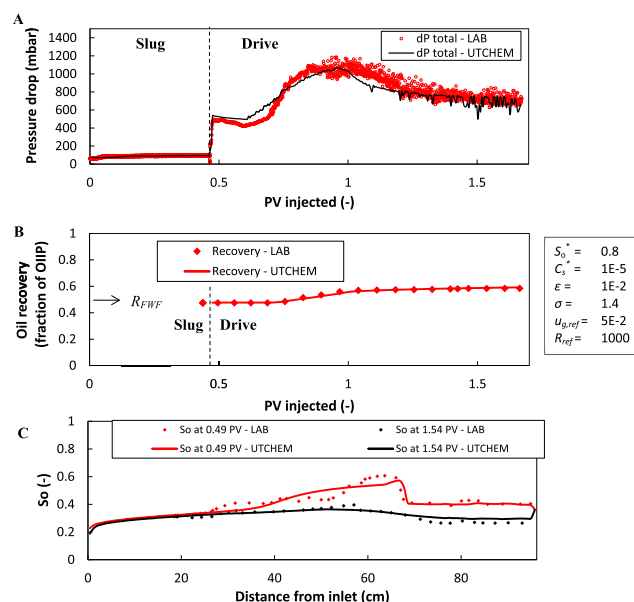 A
Slug
Drive
dP total - LAB
dP total - UTCHEM
Pressure drop (mbar)
1400
1200
1000
800
600
400
200
0
0
0.5
1
1.5
PV injected (-)
B
Recovery - LAB
Recovery - UTCHEM
Oil recovery
(fraction of OIIP)
1
0.8
0.6
0.4
0.2
0
R_FWF
Slug
Drive
0
0.5
1
1.5
PV injected (-)
S_o* = 0.8
C_s* = 1E-5
ε = 1E-2
σ = 1.4
u_g,ref = 5E-2
R_ref = 1000
C
So at 0.49 PV - LAB
So at 1.54 PV - LAB
So at 0.49 PV - UTCHEM
So at 1.54 PV - UTCHEM
So (-)
1
0.8
0.6
0.4
0.2
0
0
20
40
60
80
Distance from inlet (cm)